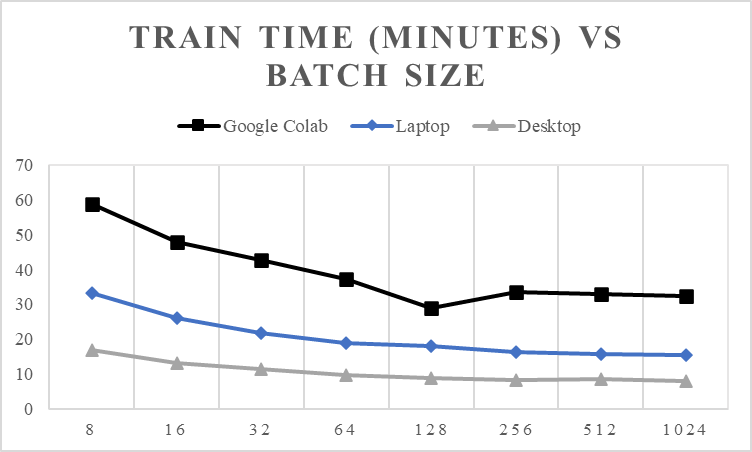 TRAIN TIME (MINUTES) VS
BATCH SIZE
Google Colab Laptop Desktop
70
60
50
40
30
20
10
0
8 16 32 64 128 256 512 1024